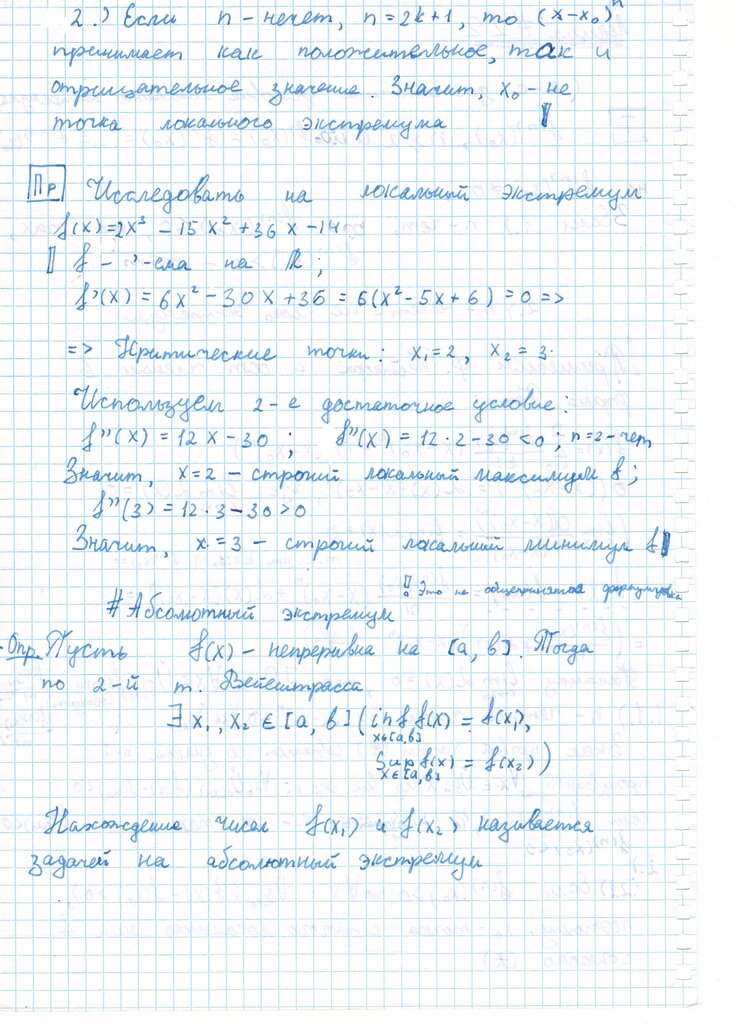 2.) Если n - нечет, n = 2k+1, то (x-x₀)ⁿ
принимает как положительное, так и
отрицательное значение. Значит, x₀ - не
точка локального экстремума
Пр Исследовать на локальный экстремум
f(x)=2x³ - 15x² + 36x - 14
f - э-ема на ℝ;
f'(x) = 6x² - 30x + 36 = 6(x² - 5x + 6) = 0 =>
=> Критические точки: x₁ = 2, x₂ = 3.
Используем 2-е достаточное условие:
f''(x) = 12x - 30; f''(x) = 12·2 - 30 < 0; n=2 - чет
Значит, x=2 - строгий локальный максимум f;
f''(3) = 12·3 - 30 > 0
Значит, x = 3 - строгий локальный минимум f
! Это не общепринятая формулировка
# Абсолютный экстремум
Опр. Пусть f(x) - непрерывна на [a, b]. Тогда
по 2-й т. Вейештрасса
∃ x₁, x₂ ∈ [a, b] ( inf f(x) = f(x₁),
x∈[a,b]
sup f(x) = f(x₂) )
x∈[a,b]
Нахождение чисел f(x₁) и f(x₂) называется
задачей на абсолютный экстремум